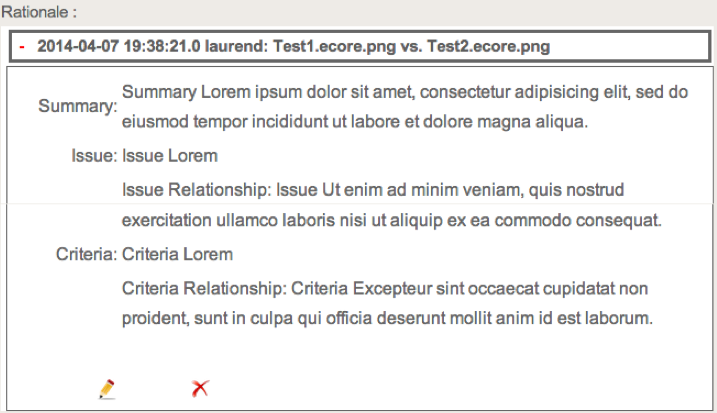 Rationale :
- 2014-04-07 19:38:21.0 laurend: Test1.ecore.png vs. Test2.ecore.png
Summary: Summary Lorem ipsum dolor sit amet, consectetur adipisicing elit, sed do
eiusmod tempor incididunt ut labore et dolore magna aliqua.
Issue: Issue Lorem
Issue Relationship: Issue Ut enim ad minim veniam, quis nostrud
exercitation ullamco laboris nisi ut aliquip ex ea commodo consequat.
Criteria: Criteria Lorem
Criteria Relationship: Criteria Excepteur sint occaecat cupidatat non
proident, sunt in culpa qui officia deserunt mollit anim id est laborum.